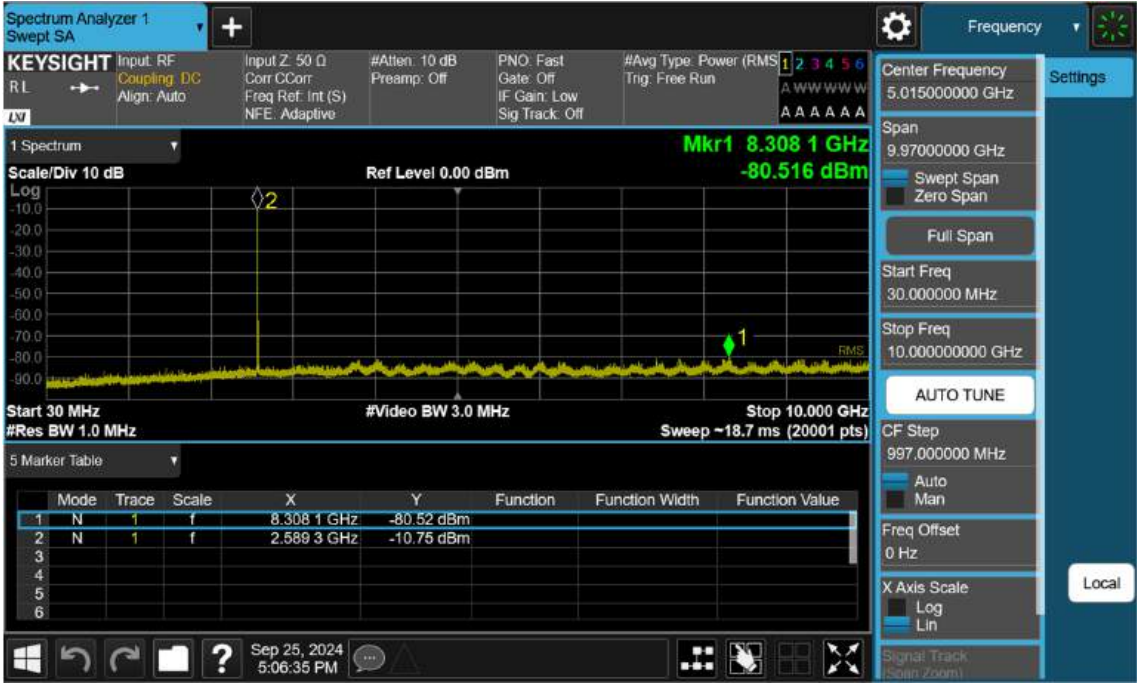 Spectrum Analyzer 1
Swept SA
+
Frequency
KEYSIGHT
RL
LXI
Input: RF
Coupling: DC
Align: Auto
Input Z: 50 Ω
Corr CCorr
Freq Ref: Int (S)
NFE: Adaptive
#Atten: 10 dB
Preamp: Off
PNO: Fast
Gate: Off
IF Gain: Low
Sig Track: Off
#Avg Type: Power (RMS
Trig: Free Run
1 2 3 4 5 6
A W W W W W
A A A A A A
Center Frequency
5.015000000 GHz
Settings
Span
9.97000000 GHz
Swept Span
Zero Span
Full Span
Start Freq
30.000000 MHz
Stop Freq
10.000000000 GHz
AUTO TUNE
CF Step
997.000000 MHz
Auto
Man
Freq Offset
0 Hz
X Axis Scale
Log
Lin
Signal Track
(Span Zoom)
Local
1 Spectrum
Mkr1 8.308 1 GHz
Scale/Div 10 dB
Ref Level 0.00 dBm
-80.516 dBm
Log
2
-10.0
-20.0
-30.0
-40.0
-50.0
-60.0
-70.0
1
RMS
-80.0
-90.0
Start 30 MHz
#Video BW 3.0 MHz
Stop 10.000 GHz
#Res BW 1.0 MHz
Sweep ~18.7 ms (20001 pts)
5 Marker Table
Mode Trace Scale X Y Function Function Width Function Value
1 N 1 f 8.308 1 GHz -80.52 dBm
2 N 1 f 2.589 3 GHz -10.75 dBm
3
4
5
6
?
Sep 25, 2024
5:06:35 PM